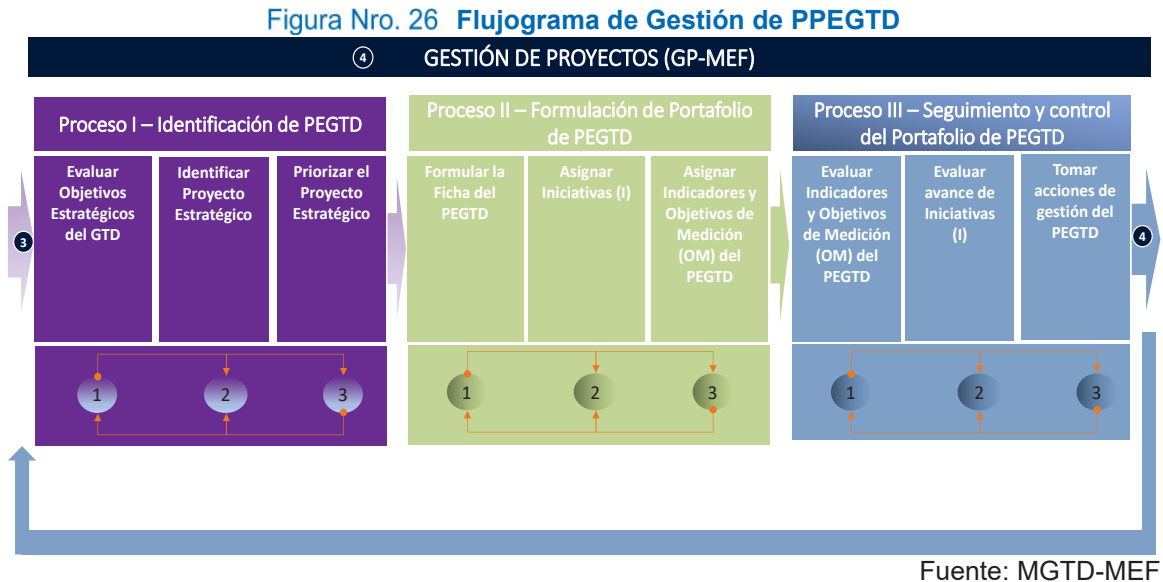 Figura Nro. 26 Flujograma de Gestión de PPEGTD
4 GESTIÓN DE PROYECTOS (GP-MEF)
Proceso I – Identificación de PEGTD
Evaluar
Objetivos
Estratégicos
del GTD
Identificar
Proyecto
Estratégico
Priorizar el
Proyecto
Estratégico
Proceso II – Formulación de Portafolio
de PEGTD
Formular la
Ficha del
PEGTD
Asignar
Iniciativas (I)
Asignar
Indicadores y
Objetivos de
Medición
(OM) del
PEGTD
Proceso III – Seguimiento y control
del Portafolio de PEGTD
Evaluar
Indicadores
y Objetivos
de Medición
(OM) del
PEGTD
Evaluar
avance de
Iniciativas
(I)
Tomar
acciones de
gestión del
PEGTD
3
4
1 2 3
1 2 3
1 2 3
Fuente: MGTD-MEF